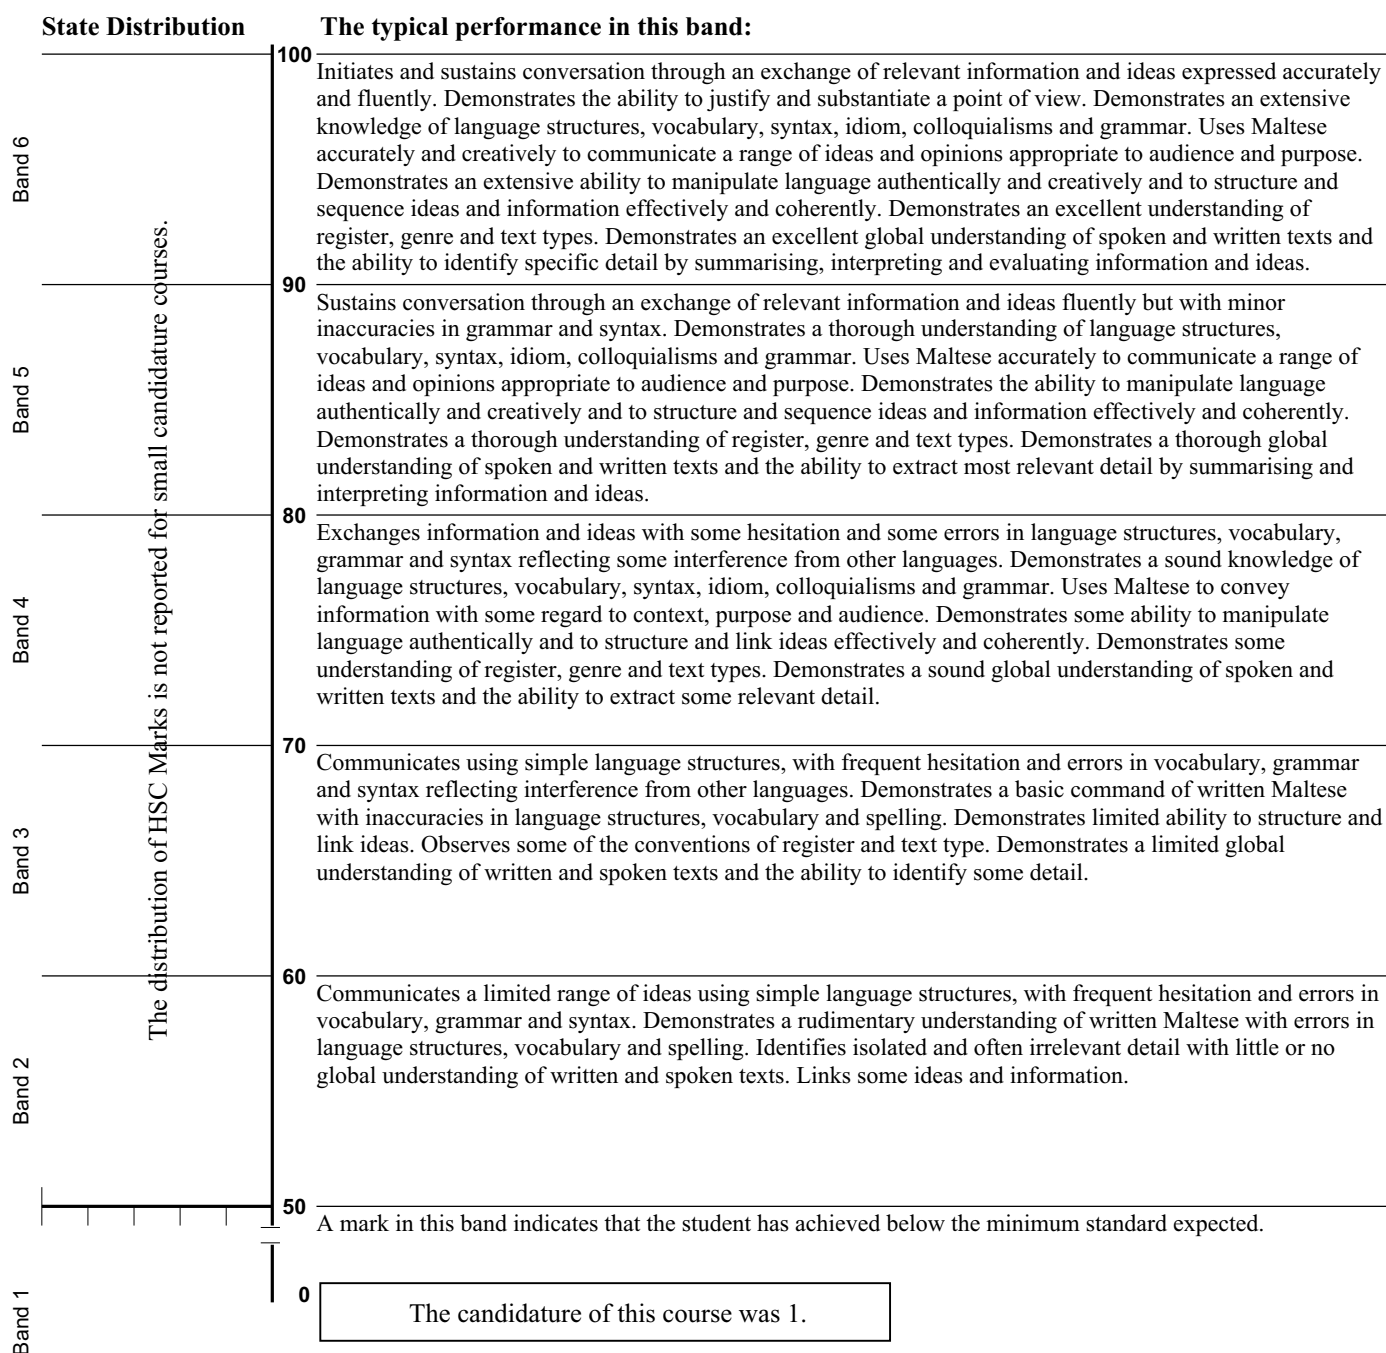 State Distribution
The typical performance in this band:
100
Band 6
Initiates and sustains conversation through an exchange of relevant information and ideas expressed accurately
and fluently. Demonstrates the ability to justify and substantiate a point of view. Demonstrates an extensive
knowledge of language structures, vocabulary, syntax, idiom, colloquialisms and grammar. Uses Maltese
accurately and creatively to communicate a range of ideas and opinions appropriate to audience and purpose.
Demonstrates an extensive ability to manipulate language authentically and creatively and to structure and
sequence ideas and information effectively and coherently. Demonstrates an excellent understanding of
register, genre and text types. Demonstrates an excellent global understanding of spoken and written texts and
the ability to identify specific detail by summarising, interpreting and evaluating information and ideas.
90
Band 5
Sustains conversation through an exchange of relevant information and ideas fluently but with minor
inaccuracies in grammar and syntax. Demonstrates a thorough understanding of language structures,
vocabulary, syntax, idiom, colloquialisms and grammar. Uses Maltese accurately to communicate a range of
ideas and opinions appropriate to audience and purpose. Demonstrates the ability to manipulate language
authentically and creatively and to structure and sequence ideas and information effectively and coherently.
Demonstrates a thorough understanding of register, genre and text types. Demonstrates a thorough global
understanding of spoken and written texts and the ability to extract most relevant detail by summarising and
interpreting information and ideas.
80
Band 4
Exchanges information and ideas with some hesitation and some errors in language structures, vocabulary,
grammar and syntax reflecting some interference from other languages. Demonstrates a sound knowledge of
language structures, vocabulary, syntax, idiom, colloquialisms and grammar. Uses Maltese to convey
information with some regard to context, purpose and audience. Demonstrates some ability to manipulate
language authentically and to structure and link ideas effectively and coherently. Demonstrates some
understanding of register, genre and text types. Demonstrates a sound global understanding of spoken and
written texts and the ability to extract some relevant detail.
70
Band 3
Communicates using simple language structures, with frequent hesitation and errors in vocabulary, grammar
and syntax reflecting interference from other languages. Demonstrates a basic command of written Maltese
with inaccuracies in language structures, vocabulary and spelling. Demonstrates limited ability to structure and
link ideas. Observes some of the conventions of register and text type. Demonstrates a limited global
understanding of written and spoken texts and the ability to identify some detail.
60
Band 2
Communicates a limited range of ideas using simple language structures, with frequent hesitation and errors in
vocabulary, grammar and syntax. Demonstrates a rudimentary understanding of written Maltese with errors in
language structures, vocabulary and spelling. Identifies isolated and often irrelevant detail with little or no
global understanding of written and spoken texts. Links some ideas and information.
The distribution of HSC Marks is not reported for small candidature courses.
50
A mark in this band indicates that the student has achieved below the minimum standard expected.
0
Band 1
The candidature of this course was 1.